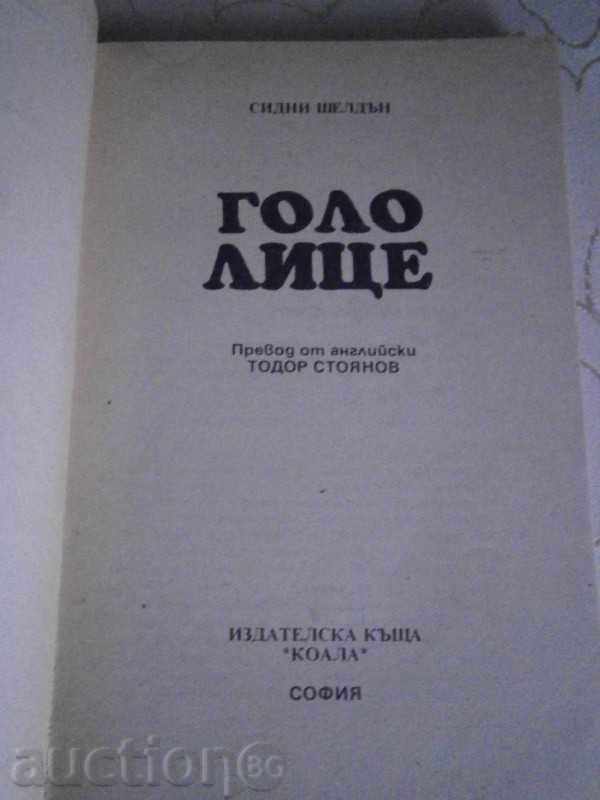 СИДНИ ШЕЛДЪН
ГОЛО
ЛИЦЕ
Превод от английски
ТОДОР СТОЯНОВ
ИЗДАТЕЛСКА КЪЩА
*КОАЛА*
СОФИЯ
auction BG